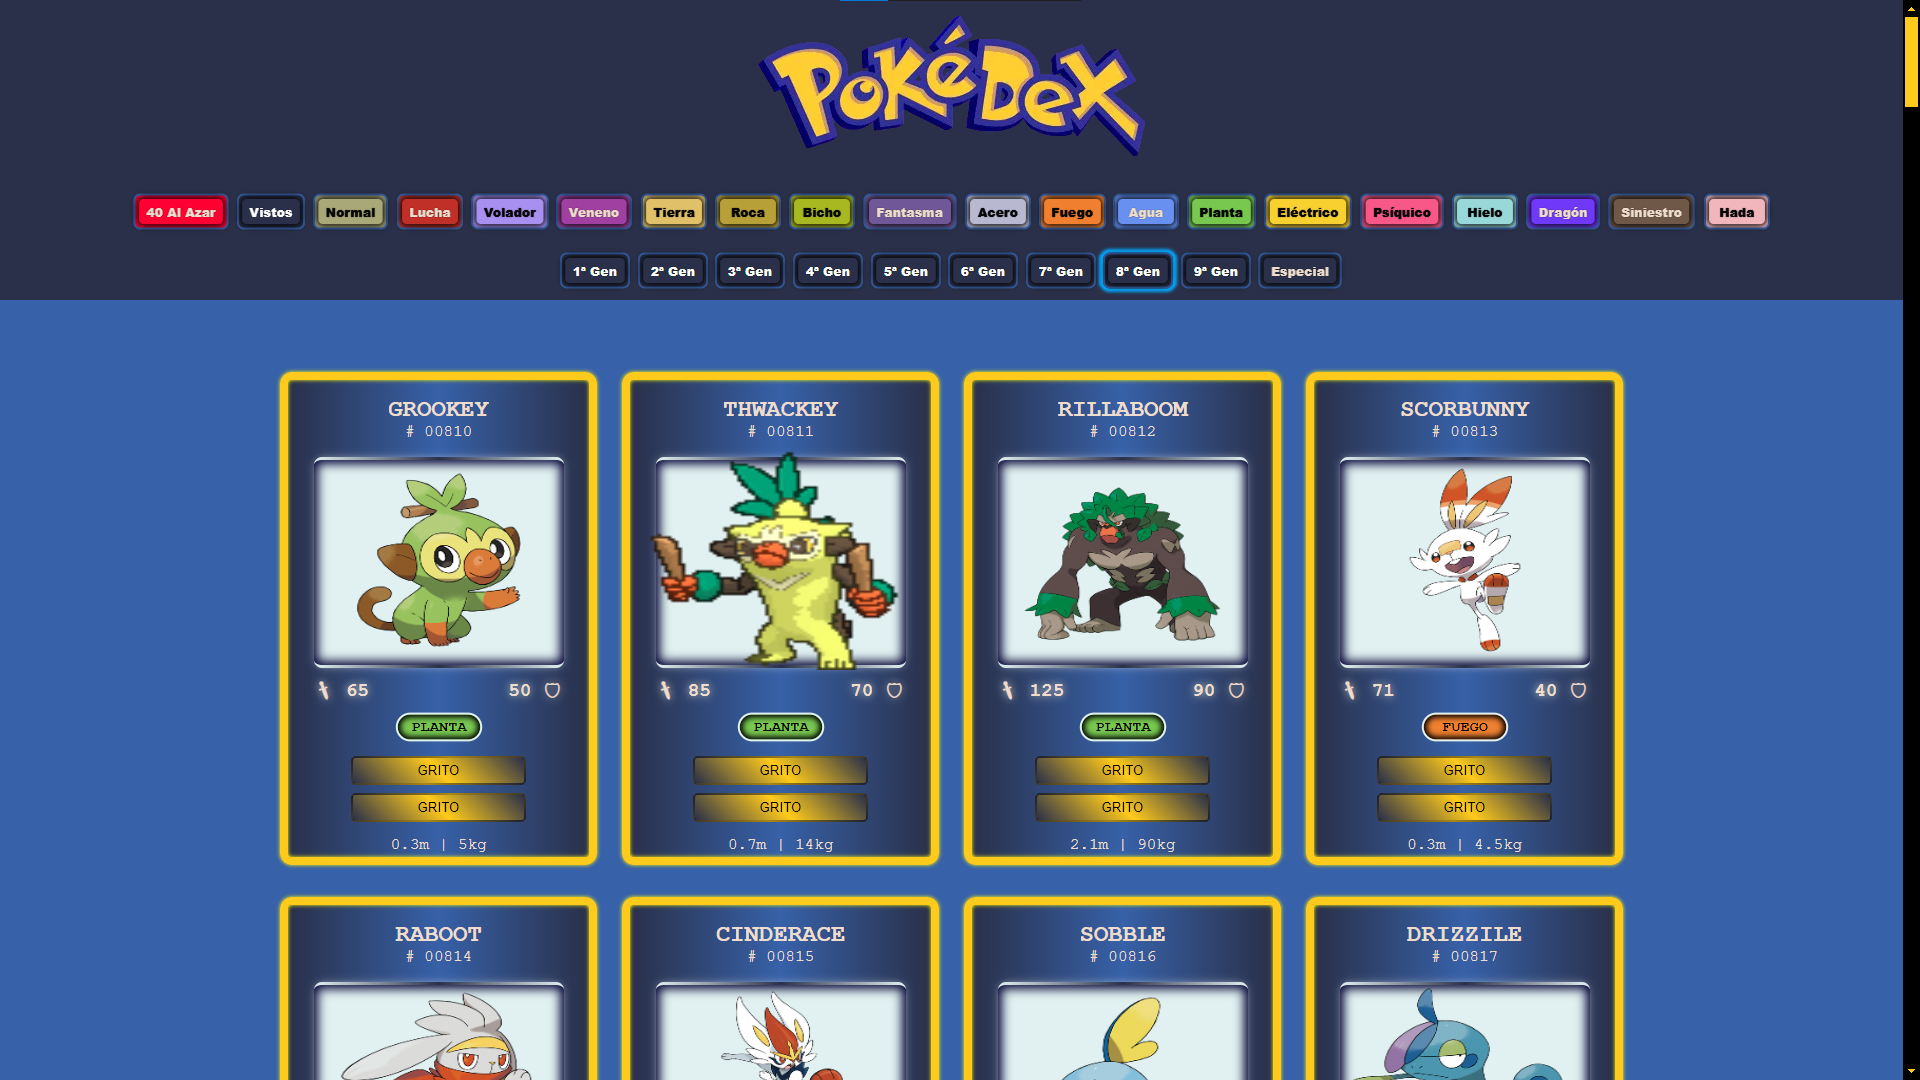 PoKéDex
40 Al Azar Vistos Normal Lucha Volador Veneno Tierra Roca Bicho Fantasma Acero Fuego Agua Planta Eléctrico Psíquico Hielo Dragón Siniestro Hada
1ª Gen 2ª Gen 3ª Gen 4ª Gen 5ª Gen 6ª Gen 7ª Gen 8ª Gen 9ª Gen Especial
GROOKEY
# 00810
65 50
PLANTA
GRITO
GRITO
0.3m | 5kg
THWACKEY
# 00811
85 70
PLANTA
GRITO
GRITO
0.7m | 14kg
RILLABOOM
# 00812
125 90
PLANTA
GRITO
GRITO
2.1m | 90kg
SCORBUNNY
# 00813
71 40
FUEGO
GRITO
GRITO
0.3m | 4.5kg
RABOOT
# 00814
CINDERACE
# 00815
SOBBLE
# 00816
DRIZZILE
# 00817